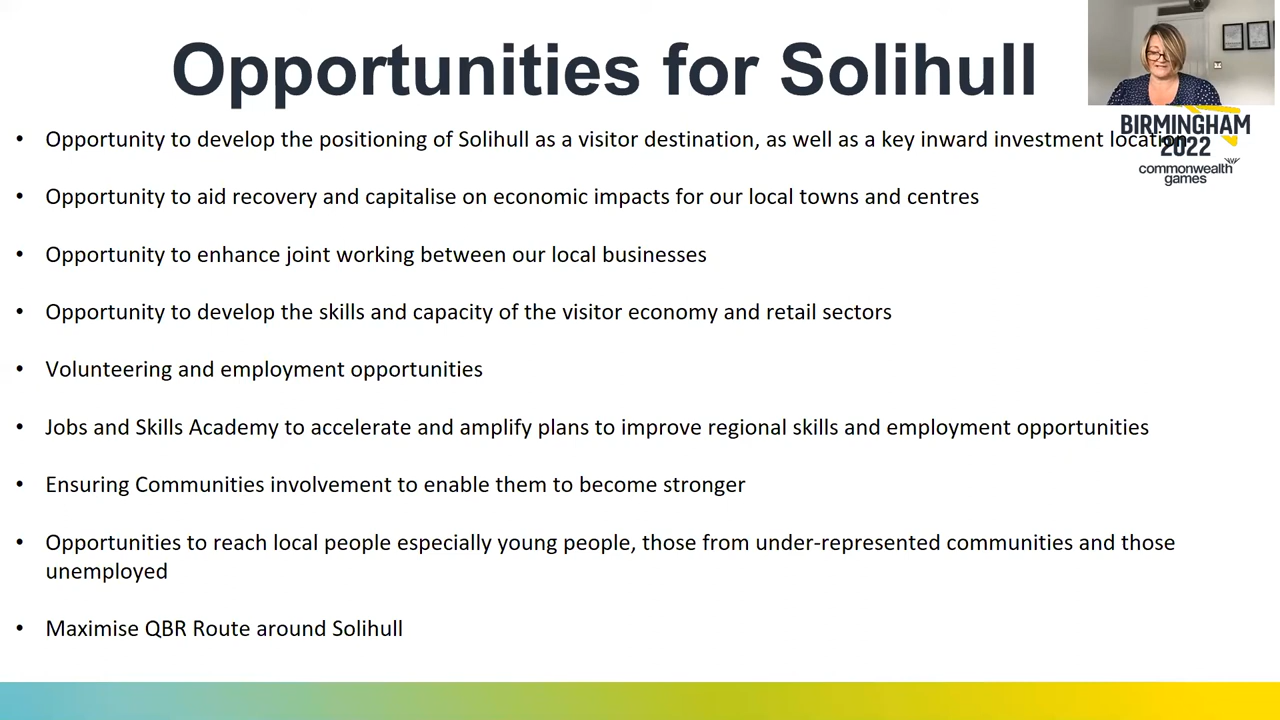 Opportunities for Solihull
• Opportunity to develop the positioning of Solihull as a visitor destination, as well as a key inward investment location
BIRMINGHAM
2022
commonwealth
games
• Opportunity to aid recovery and capitalise on economic impacts for our local towns and centres
• Opportunity to enhance joint working between our local businesses
• Opportunity to develop the skills and capacity of the visitor economy and retail sectors
• Volunteering and employment opportunities
• Jobs and Skills Academy to accelerate and amplify plans to improve regional skills and employment opportunities
• Ensuring Communities involvement to enable them to become stronger
• Opportunities to reach local people especially young people, those from under-represented communities and those
unemployed
• Maximise QBR Route around Solihull